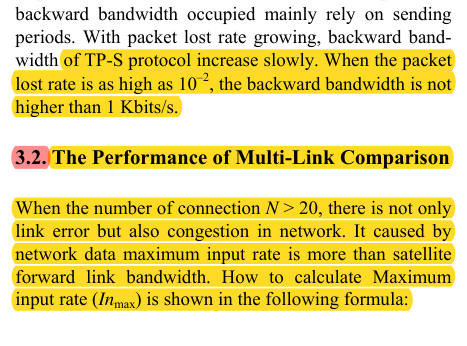 backward bandwidth occupied mainly rely on sending
periods. With packet lost rate growing, backward band-
width of TP-S protocol increase slowly. When the packet
lost rate is as high as 10⁻², the backward bandwidth is not
higher than 1 Kbits/s.
3.2. The Performance of Multi-Link Comparison
When the number of connection N > 20, there is not only
link error but also congestion in network. It caused by
network data maximum input rate is more than satellite
forward link bandwidth. How to calculate Maximum
input rate (Inmax) is shown in the following formula: